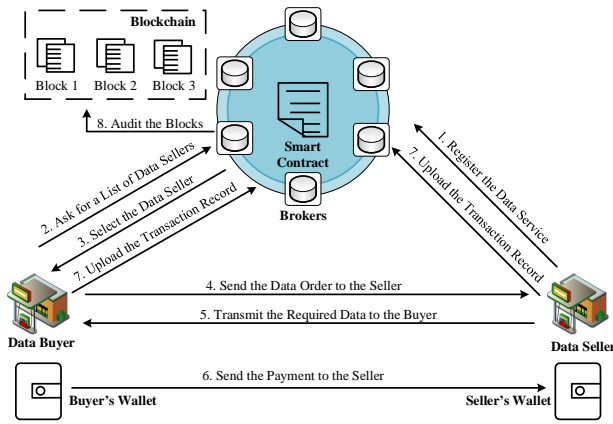 Blockchain
Block 1 Block 2 Block 3
8. Audit the Blocks
Smart
Contract
Brokers
1. Register the Data Service
2. Ask for a List of Data Sellers
3. Select the Data Seller
7. Upload the Transaction Record
7. Upload the Transaction Record
4. Send the Data Order to the Seller
5. Transmit the Required Data to the Buyer
Data Buyer
Data Seller
6. Send the Payment to the Seller
Buyer's Wallet
Seller's Wallet